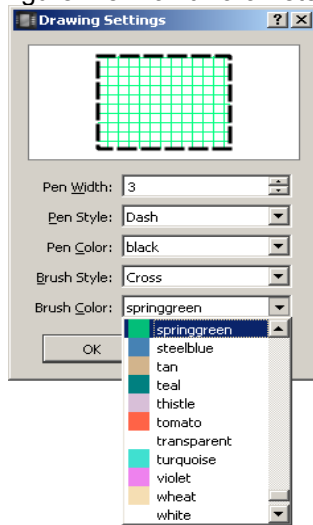 Drawing Settings
Pen Width: 3
Pen Style: Dash
Pen Color: black
Brush Style: Cross
Brush Color: springgreen
springgreen
OK
steelblue
tan
teal
thistle
tomato
transparent
turquoise
violet
wheat
white